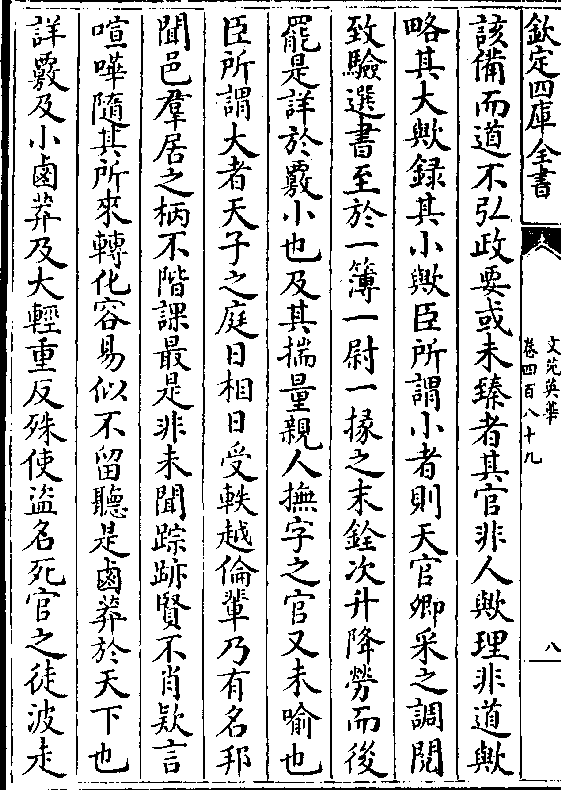 欽定四庫全書
文苑英華
卷四百八十九
八
該備而道不弘政要或未臻者其官非人歟理非道歟
略其大歟録其小歟臣所謂小者則天官卿采之調閲
致驗選書至於一簿一尉一掾之末銓次升降勞而後
罷是詳於覈小也及其揣量親人撫字之官又未喻也
臣所謂大者天子之庭日相日受軼越倫輩乃有名邦
聞邑羣居之柄不階課最是非未聞踪跡賢不肖欵言
喧嘩隨其所來轉化容易似不留聽是鹵莽於天下也
詳覈及小鹵莽及大輕重反殊使盜名死官之徒波走